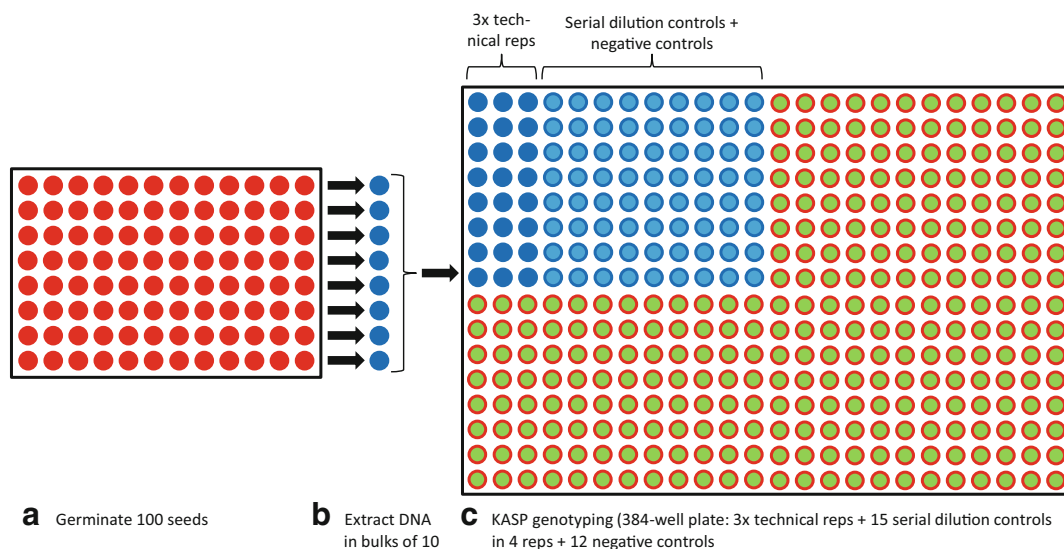 3x tech-
nical reps
Serial dilution controls +
negative controls
a Germinate 100 seeds
b Extract DNA
in bulks of 10
c KASP genotyping (384-well plate: 3x technical reps + 15 serial dilution controls
in 4 reps + 12 negative controls